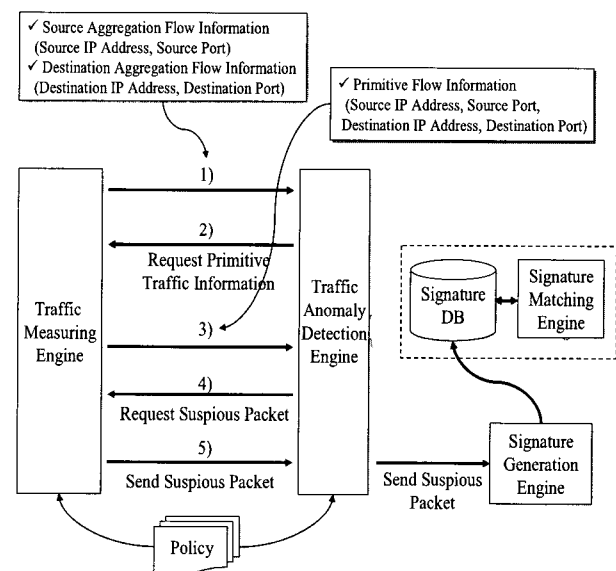 ✓ Source Aggregation Flow Information
(Source IP Address, Source Port)
✓ Destination Aggregation Flow Information
(Destination IP Address, Destination Port)
✓ Primitive Flow Information
(Source IP Address, Source Port,
Destination IP Address, Destination Port)
1)
2)
Request Primitive
Traffic Information
3)
4)
Request Suspious Packet
5)
Send Suspious Packet
Traffic
Measuring
Engine
Traffic
Anomaly
Detection
Engine
Signature
DB
Signature
Matching
Engine
Send Suspious
Packet
Signature
Generation
Engine
Policy